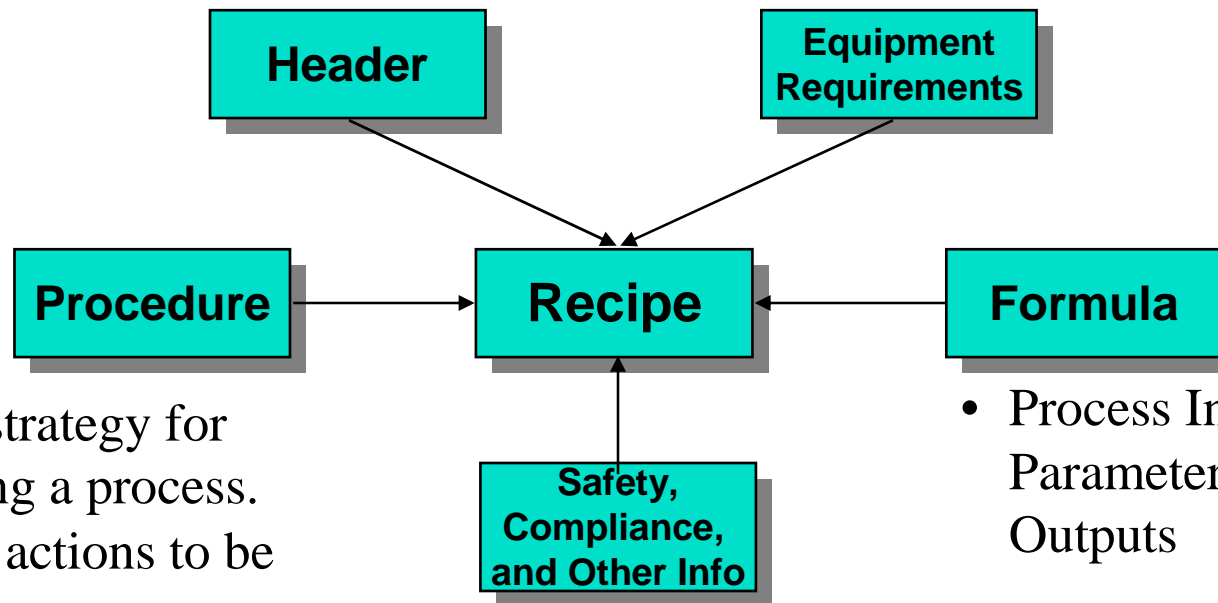 Header
Equipment
Requirements
Procedure
Recipe
Formula
trategy for
ng a process.
actions to be
• Process In
Parameter
Outputs
Safety,
Compliance,
and Other Info